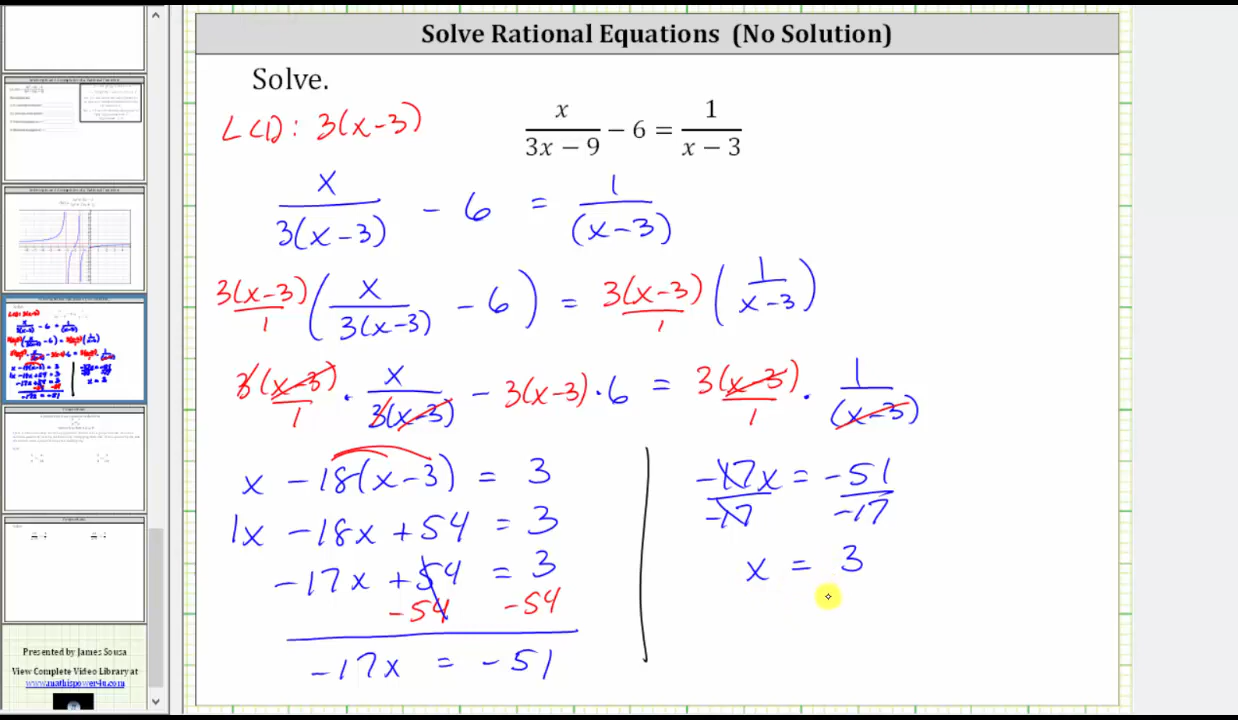 Solve Rational Equations (No Solution)
Solve.
LCD: 3(x-3)
x/(3x − 9) − 6 = 1/(x − 3)
x/(3(x-3)) - 6 = 1/((x-3))
3(x-3)/1 (x/(3(x-3)) - 6) = 3(x-3)/1 (1/(x-3))
3(x-3)/1 · x/(3(x-3)) - 3(x-3) · 6 = 3(x-3)/1 · 1/((x-3))
x - 18(x-3) = 3
1x - 18x + 54 = 3
-17x + 54 = 3
-54 -54
-17x = -51
-17x = -51
-17 -17
x = 3
Presented by James Sousa
View Complete Video Library at
www.mathispower4u.com